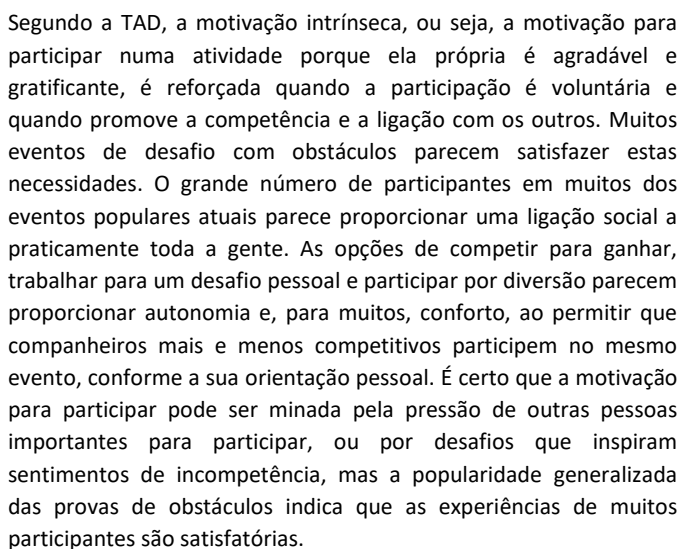 Segundo a TAD, a motivação intrínseca, ou seja, a motivação para
participar numa atividade porque ela própria é agradável e
gratificante, é reforçada quando a participação é voluntária e
quando promove a competência e a ligação com os outros. Muitos
eventos de desafio com obstáculos parecem satisfazer estas
necessidades. O grande número de participantes em muitos dos
eventos populares atuais parece proporcionar uma ligação social a
praticamente toda a gente. As opções de competir para ganhar,
trabalhar para um desafio pessoal e participar por diversão parecem
proporcionar autonomia e, para muitos, conforto, ao permitir que
companheiros mais e menos competitivos participem no mesmo
evento, conforme a sua orientação pessoal. É certo que a motivação
para participar pode ser minada pela pressão de outras pessoas
importantes para participar, ou por desafios que inspiram
sentimentos de incompetência, mas a popularidade generalizada
das provas de obstáculos indica que as experiências de muitos
participantes são satisfatórias.